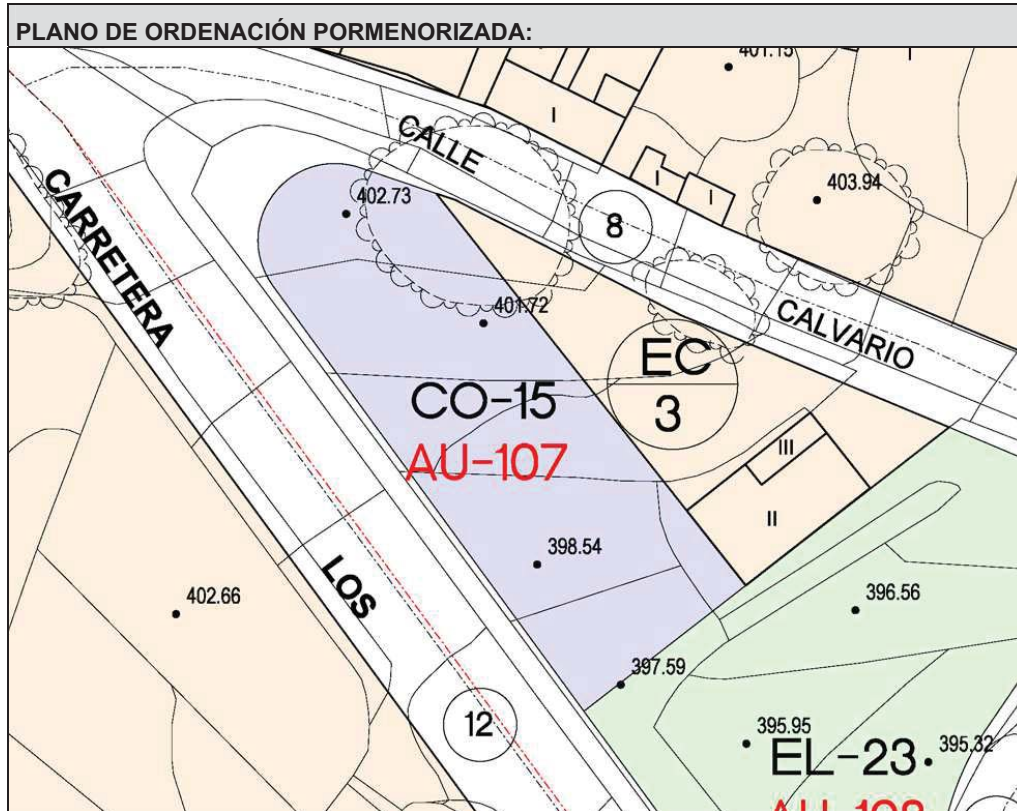 PLANO DE ORDENACIÓN PORMENORIZADA:
401.15
CALLE
I
I
I
402.73
403.94
8
CARRETERA
401.72
CALVARIO
EC
3
CO-15
AU-107
III
II
398.54
LOS
402.66
396.56
397.59
12
395.95
EL-23
395.32
AU-108